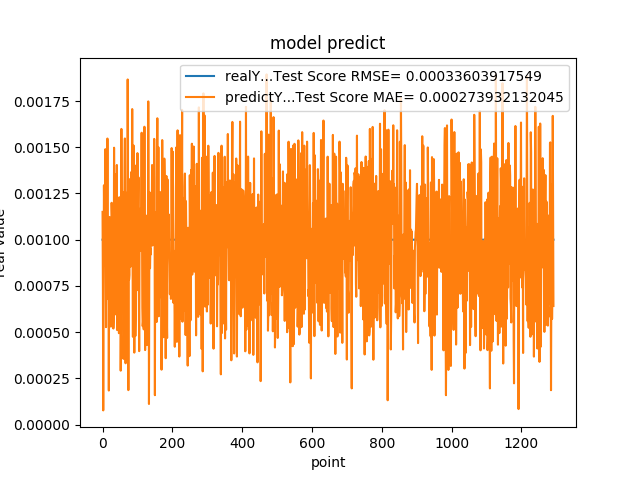 model predict
realY...Test Score RMSE= 0.00033603917549
predictY...Test Score MAE= 0.000273932132045
0.00175
0.00150
0.00125
0.00100
0.00075
0.00050
0.00025
0.00000
real value
0 200 400 600 800 1000 1200
point